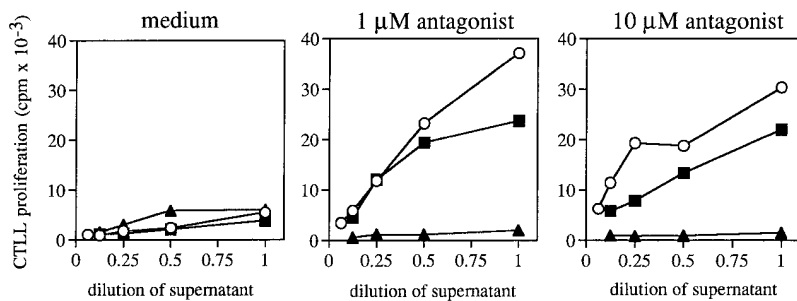 medium
1 μM antagonist
10 μM antagonist
CTLL proliferation (cpm x 10⁻³)
40
30
20
10
0
0 0.25 0.5 0.75 1
dilution of supernatant
40
30
20
10
0
0 0.25 0.5 0.75 1
dilution of supernatant
40
30
20
10
0
0 0.25 0.5 0.75 1
dilution of supernatant